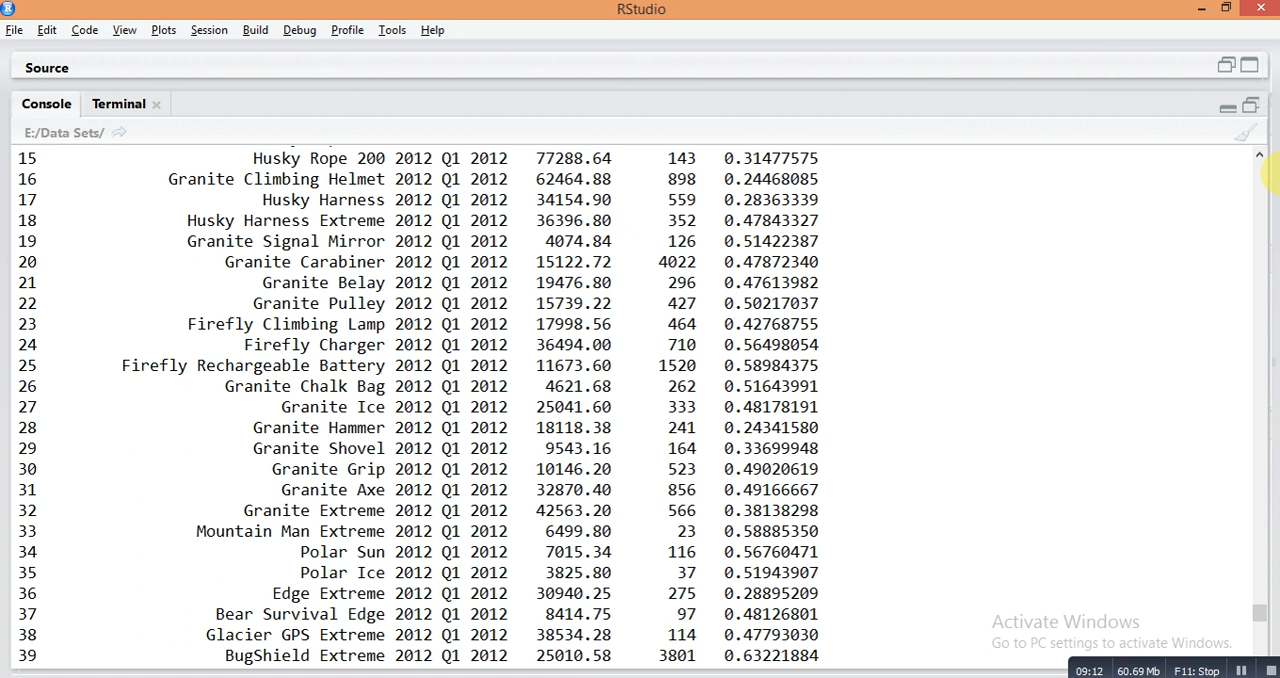 RStudio
File Edit Code View Plots Session Build Debug Profile Tools Help
Source
Console Terminal
E:/Data Sets/
15 Husky Rope 200 2012 Q1 2012 77288.64 143 0.31477575
16 Granite Climbing Helmet 2012 Q1 2012 62464.88 898 0.24468085
17 Husky Harness 2012 Q1 2012 34154.90 559 0.28363339
18 Husky Harness Extreme 2012 Q1 2012 36396.80 352 0.47843327
19 Granite Signal Mirror 2012 Q1 2012 4074.84 126 0.51422387
20 Granite Carabiner 2012 Q1 2012 15122.72 4022 0.47872340
21 Granite Belay 2012 Q1 2012 19476.80 296 0.47613982
22 Granite Pulley 2012 Q1 2012 15739.22 427 0.50217037
23 Firefly Climbing Lamp 2012 Q1 2012 17998.56 464 0.42768755
24 Firefly Charger 2012 Q1 2012 36494.00 710 0.56498054
25 Firefly Rechargeable Battery 2012 Q1 2012 11673.60 1520 0.58984375
26 Granite Chalk Bag 2012 Q1 2012 4621.68 262 0.51643991
27 Granite Ice 2012 Q1 2012 25041.60 333 0.48178191
28 Granite Hammer 2012 Q1 2012 18118.38 241 0.24341580
29 Granite Shovel 2012 Q1 2012 9543.16 164 0.33699948
30 Granite Grip 2012 Q1 2012 10146.20 523 0.49020619
31 Granite Axe 2012 Q1 2012 32870.40 856 0.49166667
32 Granite Extreme 2012 Q1 2012 42563.20 566 0.38138298
33 Mountain Man Extreme 2012 Q1 2012 6499.80 23 0.58885350
34 Polar Sun 2012 Q1 2012 7015.34 116 0.56760471
35 Polar Ice 2012 Q1 2012 3825.80 37 0.51943907
36 Edge Extreme 2012 Q1 2012 30940.25 275 0.28895209
37 Bear Survival Edge 2012 Q1 2012 8414.75 97 0.48126801
38 Glacier GPS Extreme 2012 Q1 2012 38534.28 114 0.47793030
39 BugShield Extreme 2012 Q1 2012 25010.58 3801 0.63221884
Activate Windows
Go to PC settings to activate Windows.
09:12 60.69 Mb F11: Stop